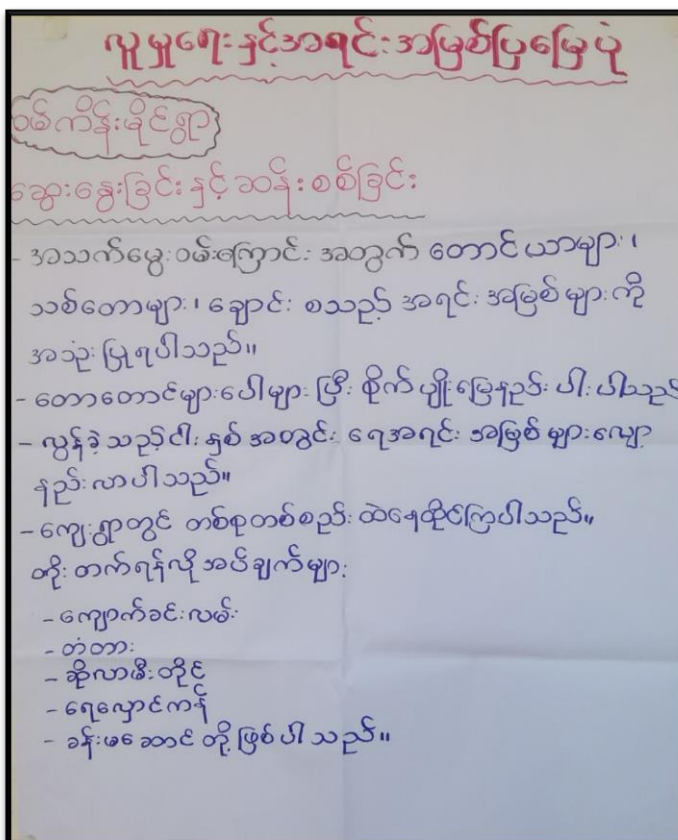 လူမှုရေးနှင့်အရင်းအမြစ်ပြမြေပုံ
ဝမ်ကိန်းမိုင်ရွာ
ဆွေးနွေးခြင်းနှင့်ဆန်းစစ်ခြင်း
- အသက်မွေးဝမ်းကြောင်း အတွက် တောင်ယာများ၊
သစ်တောများ၊ ချောင်း စသည့် အရင်းအမြစ်များကို
အသုံးပြုရပါသည်။
- တောတောင်များပေါများပြီး စိုက်ပျိုးမြေနည်းပါးပါသည်
- လွန်ခဲ့သည့်ငါးနှစ်အတွင်း ရေအရင်းအမြစ်များလျော့
နည်းလာပါသည်။
- ကျေးရွာတွင် တစ်စုတစ်စည်းထဲနေထိုင်ကြပါသည်။
တိုးတက်ရန်လိုအပ်ချက်များ
- ကျောက်ခင်းလမ်း
- တံတား
- ဆိုလာမီးတိုင်
- ရေလှောင်ကန်
- ခန်းမဆောင် တို့ဖြစ်ပါသည်။